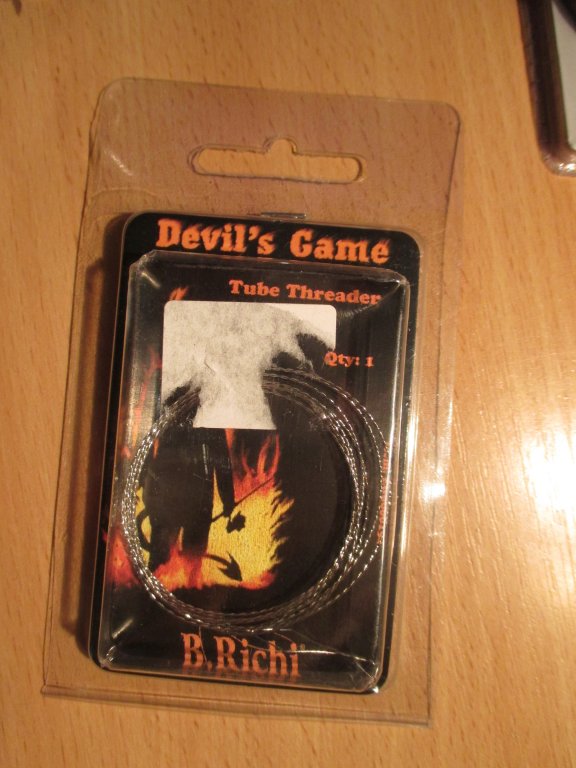 Devil's Game
Tube Threader
Qty: 1
B.Richi